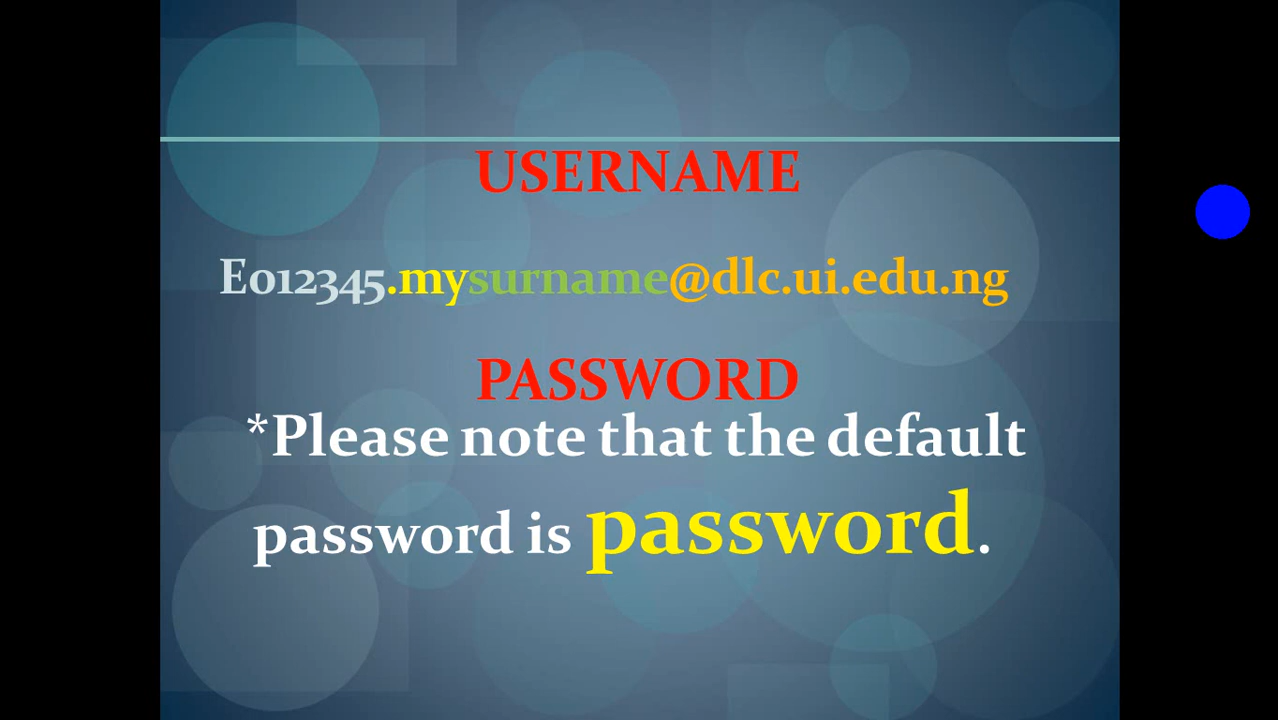 USERNAME
E012345.mysurname@dlc.ui.edu.ng
PASSWORD
*Please note that the default
password is password.